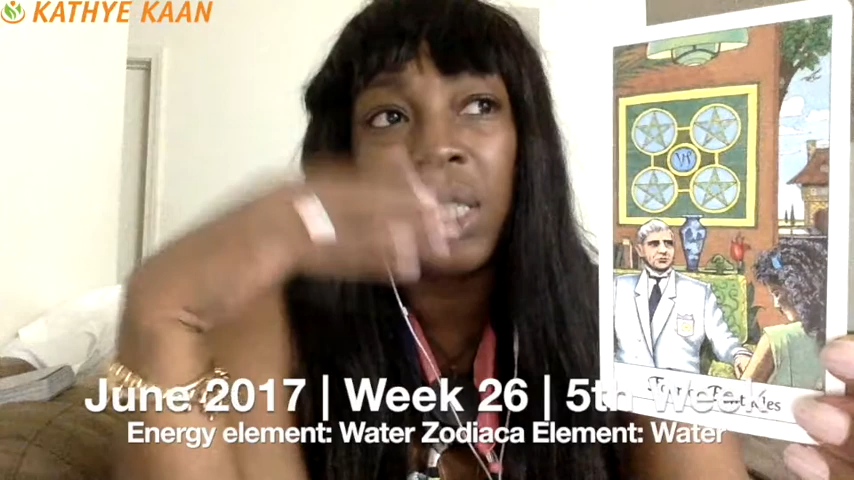 KATHYE KAAN
June 2017 | Week 26 | 5th Week
Energy element: Water Zodiaca Element: Water